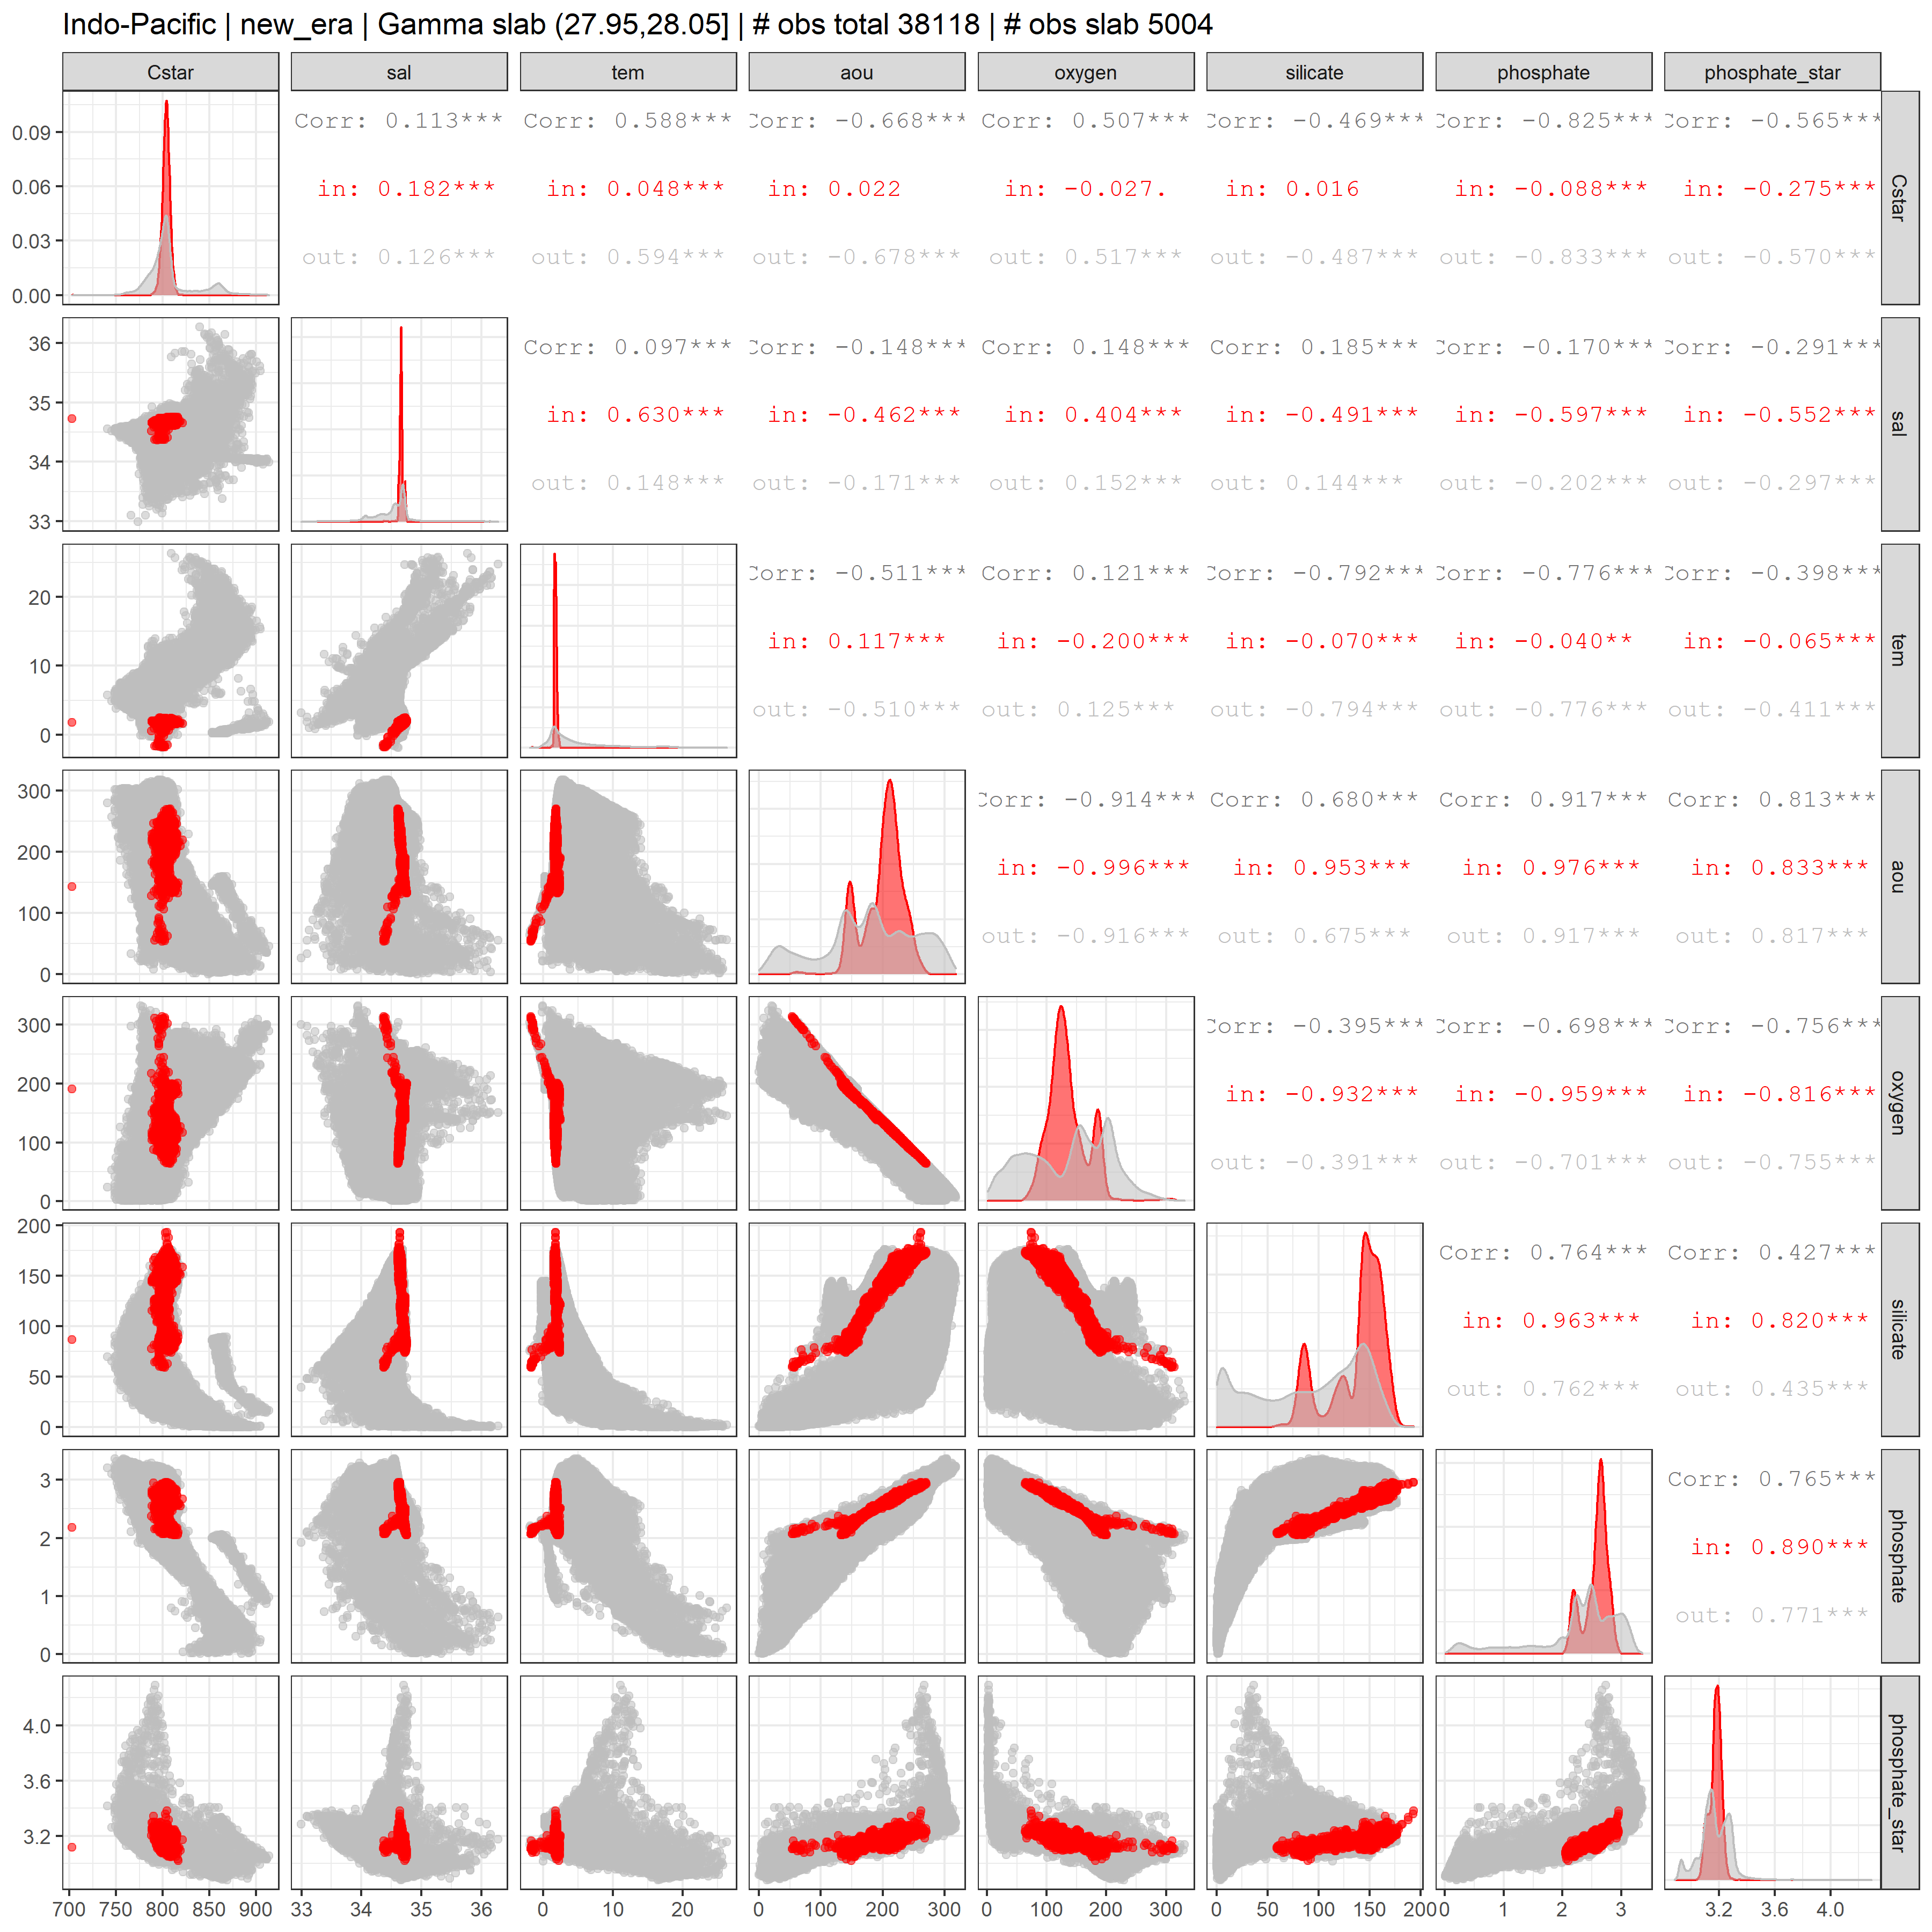 Indo-Pacific | new_era | Gamma slab (27.95,28.05] | # obs total 38118 | # obs slab 5004
Cstar sal tem aou oxygen silicate phosphate phosphate_star
Corr: 0.113*** Corr: 0.588*** Corr: -0.668*** Corr: 0.507*** Corr: -0.469*** Corr: -0.825*** Corr: -0.565***
0.09
0.06 in: 0.182*** in: 0.048*** in: 0.022 in: -0.027. in: 0.016 in: -0.088*** in: -0.275*** Cstar
0.03 out: 0.126*** out: 0.594*** out: -0.678*** out: 0.517*** out: -0.487*** out: -0.833*** out: -0.570***
0.00
36 Corr: 0.097*** Corr: -0.148*** Corr: 0.148*** Corr: 0.185*** Corr: -0.170*** Corr: -0.291***
35 in: 0.630*** in: -0.462*** in: 0.404*** in: -0.491*** in: -0.597*** in: -0.552*** sal
34 out: 0.148*** out: -0.171*** out: 0.152*** out: 0.144*** out: -0.202*** out: -0.297***
33
Corr: -0.511*** Corr: 0.121*** Corr: -0.792*** Corr: -0.776*** Corr: -0.398***
20
10 in: 0.117*** in: -0.200*** in: -0.070*** in: -0.040** in: -0.065*** tem
0 out: -0.510*** out: 0.125*** out: -0.794*** out: -0.776*** out: -0.411***
300 Corr: -0.914*** Corr: 0.680*** Corr: 0.917*** Corr: 0.813***
200 in: -0.996*** in: 0.953*** in: 0.976*** in: 0.833*** aou
100 out: -0.916*** out: 0.675*** out: 0.917*** out: 0.817***
0
300 Corr: -0.395*** Corr: -0.698*** Corr: -0.756***
200 in: -0.932*** in: -0.959*** in: -0.816*** oxygen
100 out: -0.391*** out: -0.701*** out: -0.755***
0
200 Corr: 0.764*** Corr: 0.427***
150
100 in: 0.963*** in: 0.820*** silicate
50 out: 0.762*** out: 0.435***
0
3 Corr: 0.765***
2 in: 0.890*** phosphate
1 out: 0.771***
0
4.0
3.6 phosphate_star
3.2
700 750 800 850 900 33 34 35 36 0 10 20 0 100 200 300 0 100 200 300 0 50 100 150 200 0 1 2 3 3.2 3.6 4.0